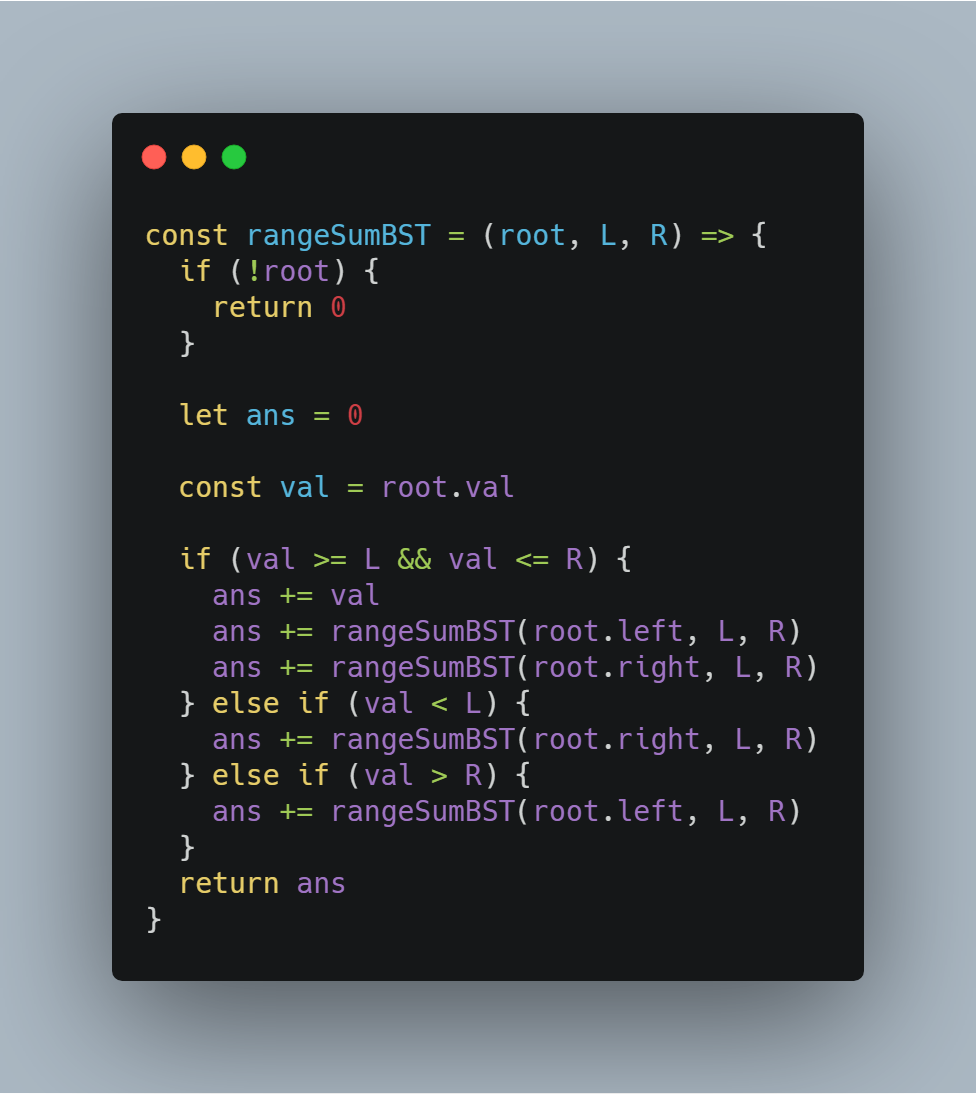 const rangeSumBST = (root, L, R) => {
  if (!root) {
    return 0
  }

  let ans = 0

  const val = root.val

  if (val >= L && val <= R) {
    ans += val
    ans += rangeSumBST(root.left, L, R)
    ans += rangeSumBST(root.right, L, R)
  } else if (val < L) {
    ans += rangeSumBST(root.right, L, R)
  } else if (val > R) {
    ans += rangeSumBST(root.left, L, R)
  }
  return ans
}